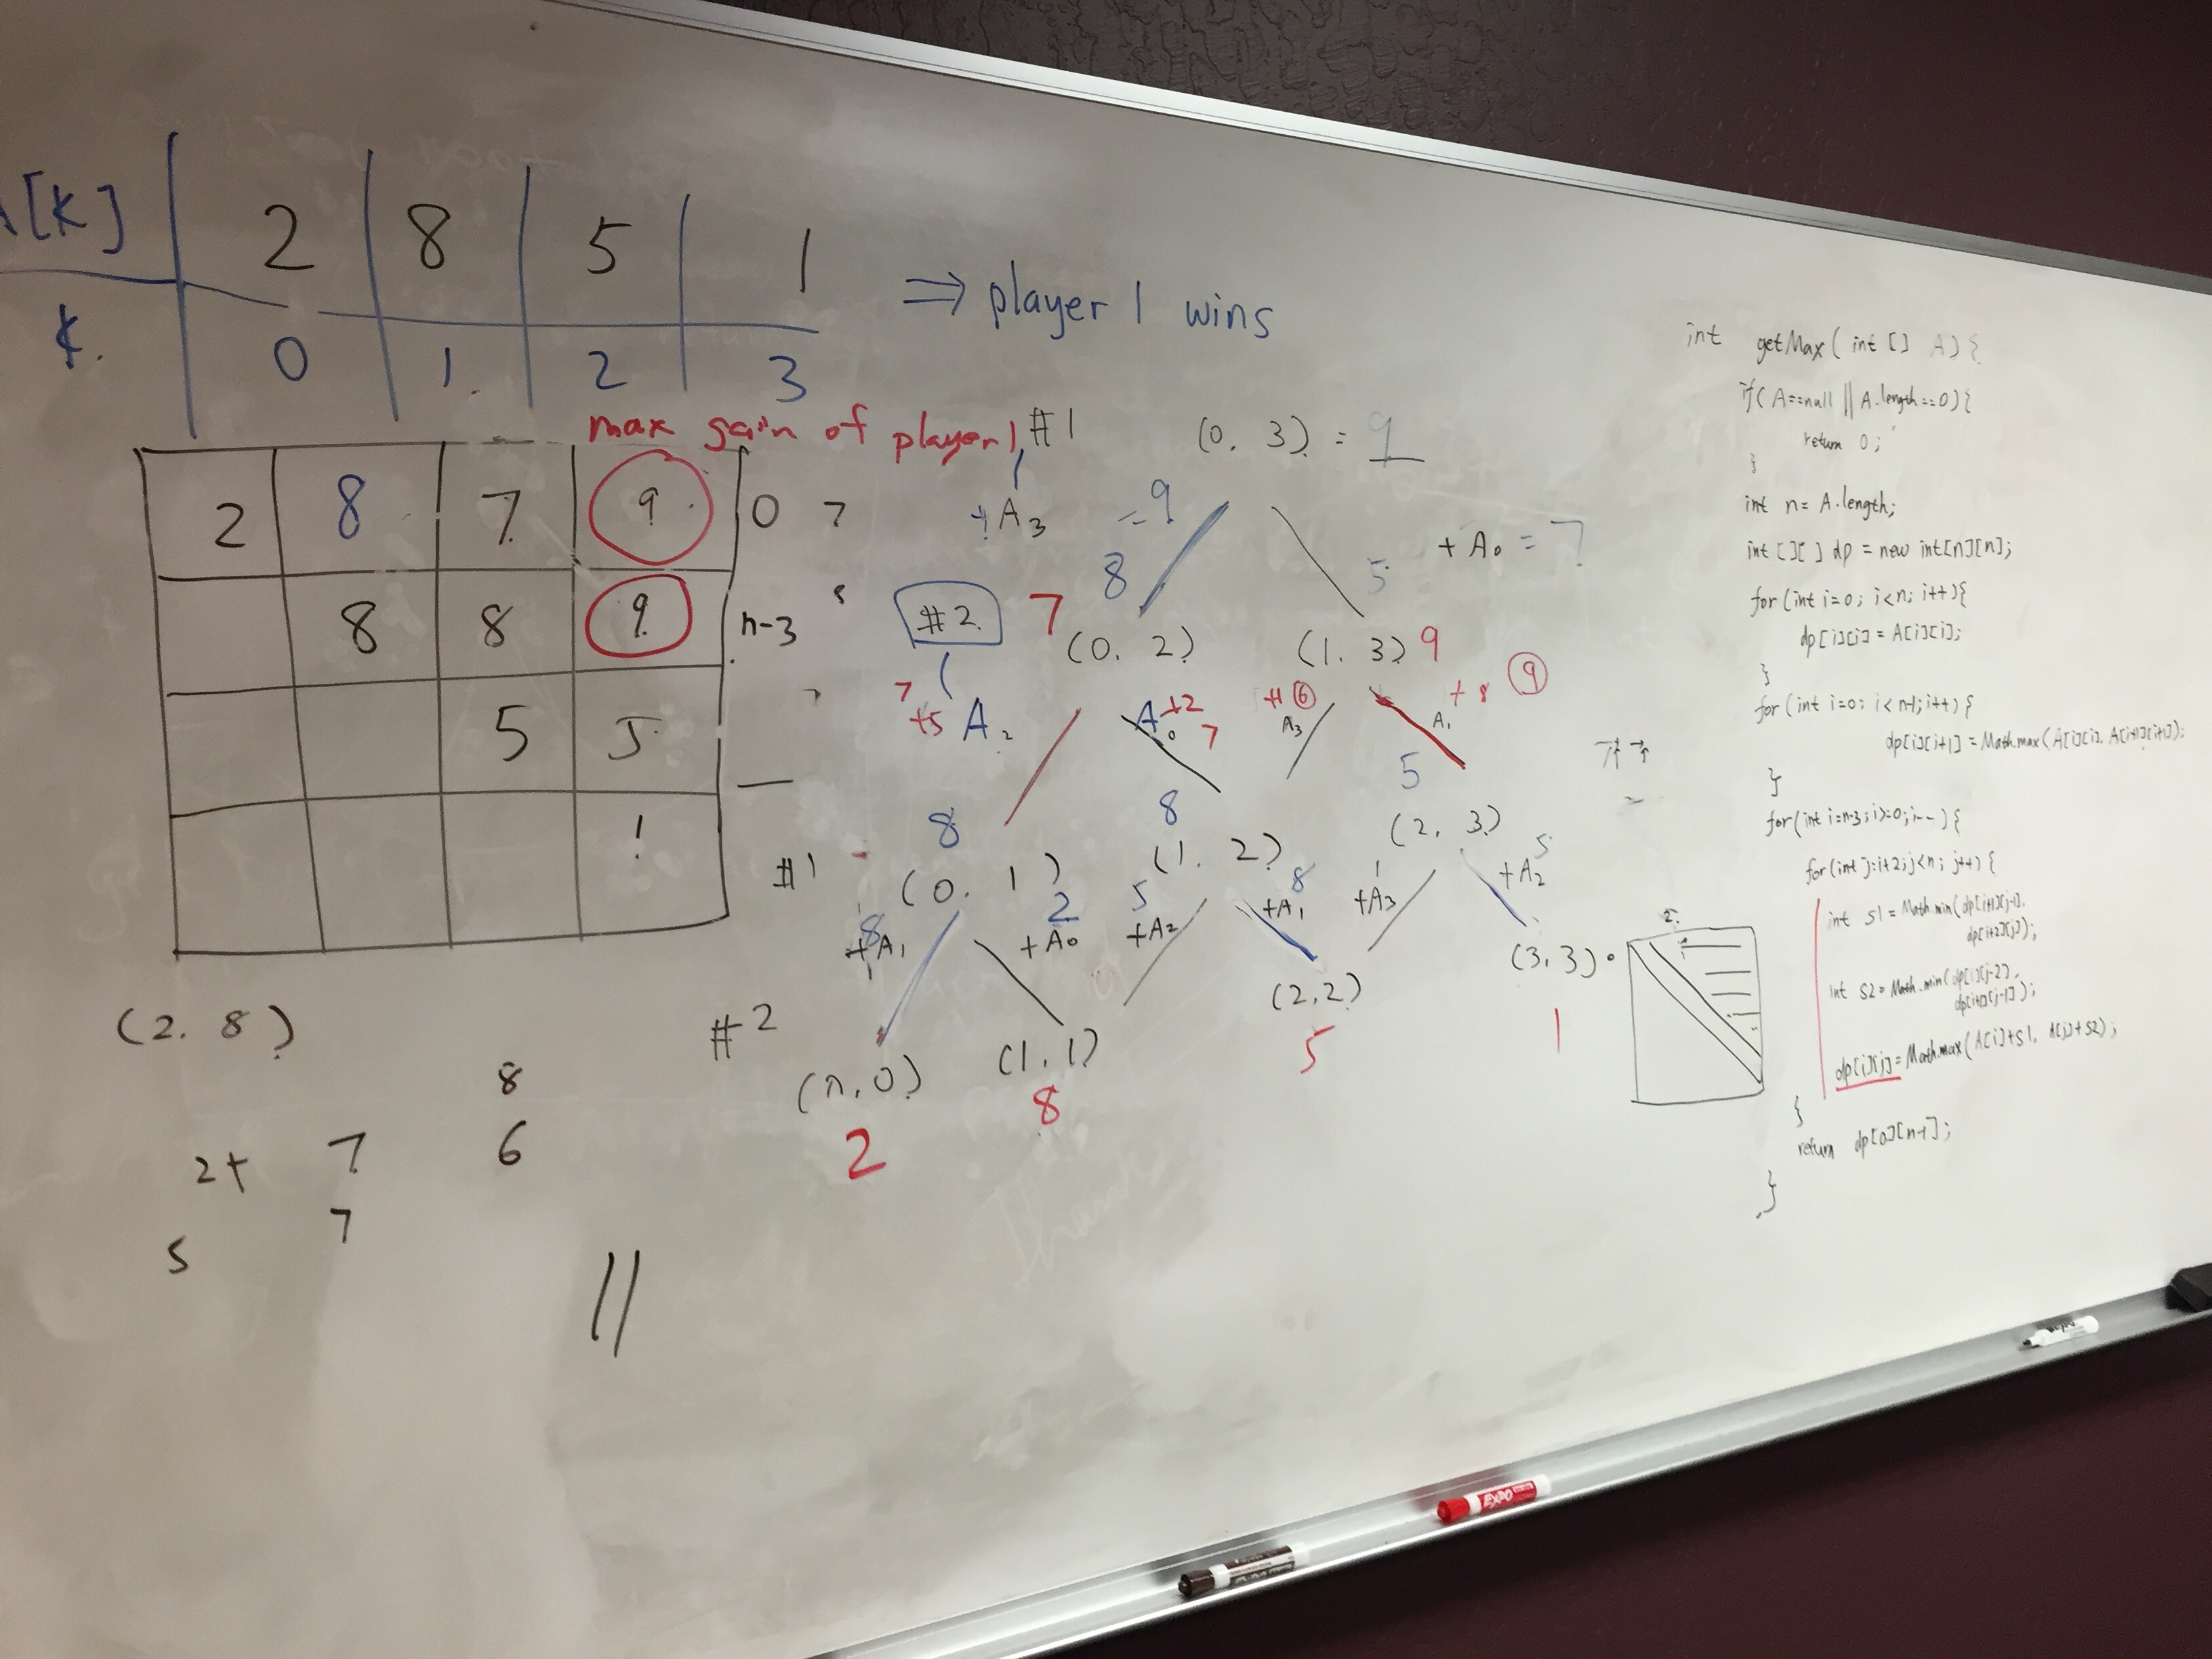 [K] 2 8 5 1 ⇒ player 1 wins
k. 0 1. 2 3
max gain of player 1 #1 (0. 3) = 9
2 8 7 9 0 7
8 8 9 n-3
5 5
1
+A3 = 9
8
5
+ A0 = 7
#2 7 (0. 2) (1. 3) 9
7 +5 A2
A0 +2 7
+1 ⑥ A3
+ 8 ⑨
A1
8 8 5
#1 (0. 1) (1. 2) (2. 3)
8 +A1
2 +A0
5 +A2
8 +A1
1 +A3
5 +A2
#2 (n,0) (1,1) (2,2) (3,3)
2 8 5 1
(2. 8)
8
2+ 7 6
7
5
int getMax( int [] A) {
if( A==null || A.length==0) {
return 0;
}
int n= A.length;
int [][] dp = new int[n][n];
for (int i=0; i<n; i++){
dp[i][i] = A[i][i];
}
for (int i=0; i<n-1; i++) {
dp[i][i+1] = Math.max(A[i][i], A[i+1][i+1]);
}
for(int i=n-3; i>=0; i--) {
for(int j=i+2; j<n; j++) {
int s1 = Math.min(dp[i+1][j-1],
dp[i+2][j]);
int s2 = Math.min(dp[i][j-2],
dp[i+1][j-1]);
dp[i][j] = Math.max(A[i]+s1, A[j]+s2);
}
return dp[0][n-1];
}
EXPO